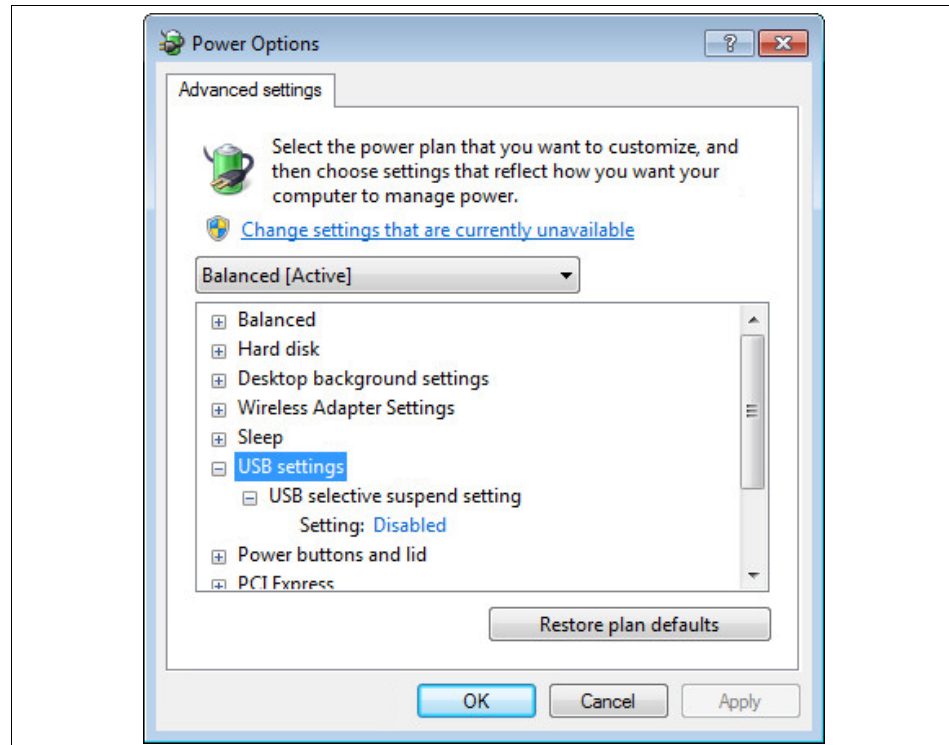 Power Options
Advanced settings
Select the power plan that you want to customize, and
then choose settings that reflect how you want your
computer to manage power.
Change settings that are currently unavailable
Balanced [Active]
Balanced
Hard disk
Desktop background settings
Wireless Adapter Settings
Sleep
USB settings
USB selective suspend setting
Setting: Disabled
Power buttons and lid
PCI Express
Restore plan defaults
OK Cancel Apply